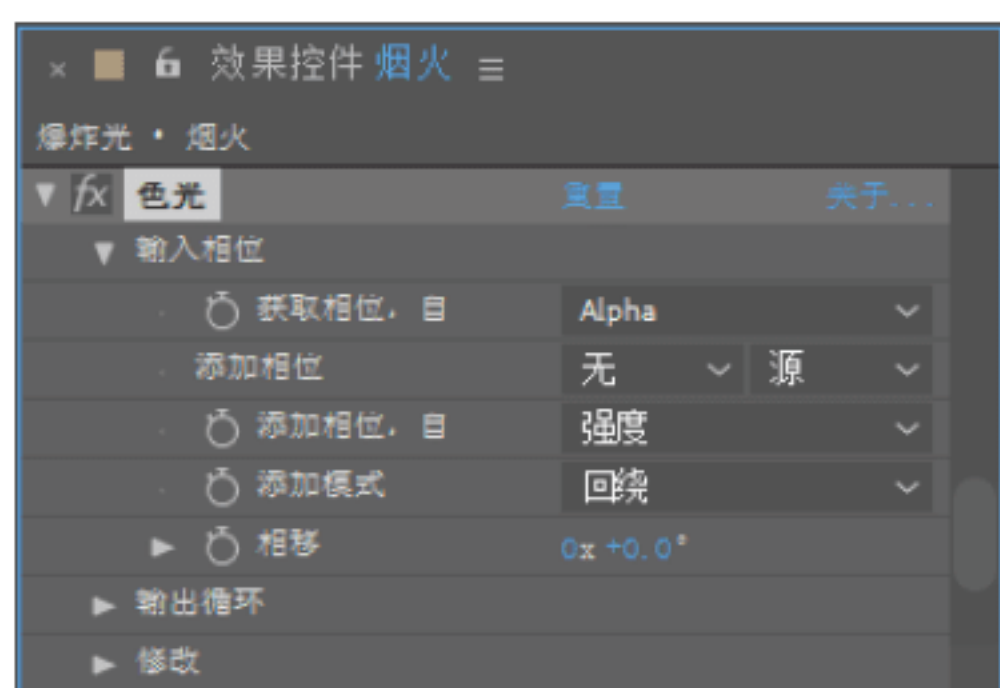 × 效果控件 烟火 ≡
爆炸光 • 烟火
▼ fx 色光 重置 关于...
▼ 输入相位
获取相位，自 Alpha
添加相位 无 源
添加相位，自 强度
添加模式 回绕
▶ 相移 0x +0.0°
▶ 输出循环
▶ 修改